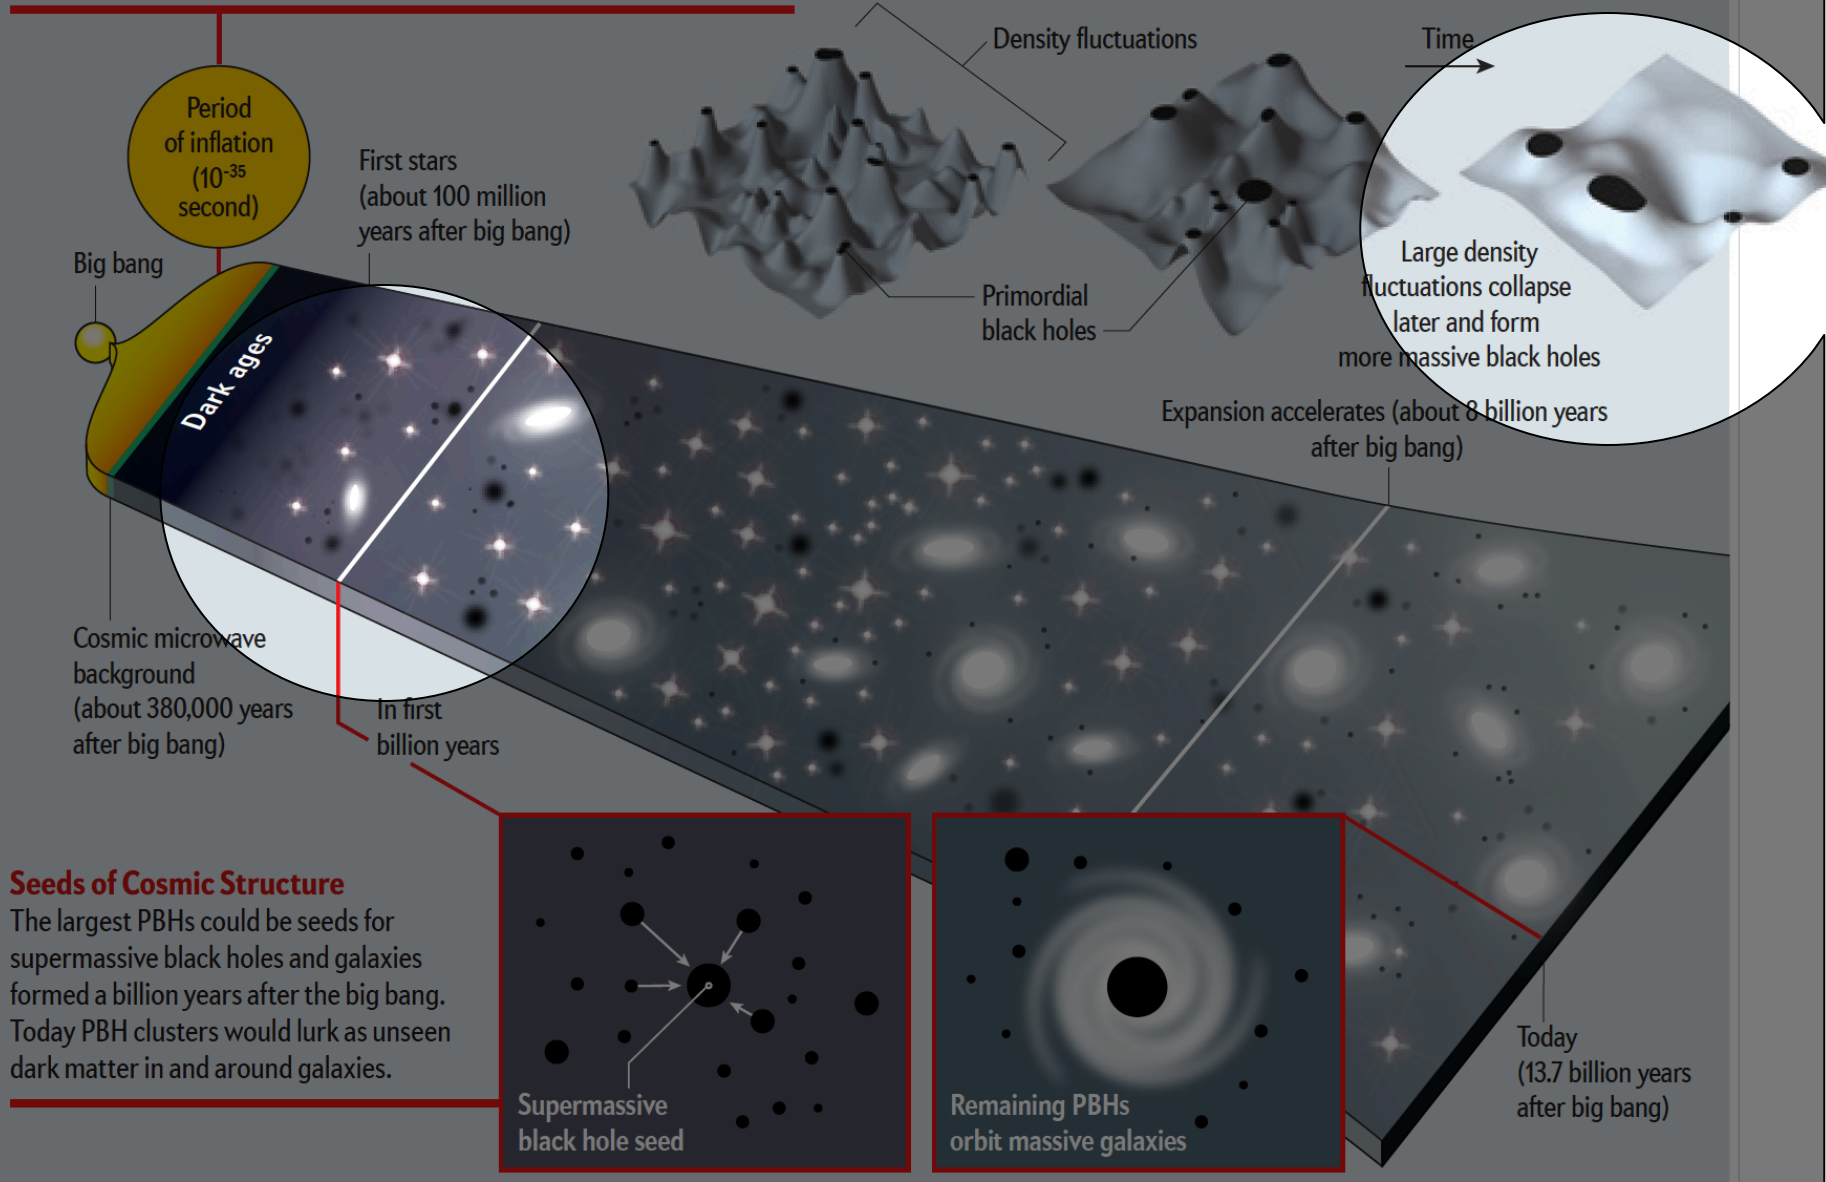 Density fluctuations
Time
Period
of inflation
(10-35
second)
First stars
(about 100 million
years after big bang)
Big bang
Large density
fluctuations collapse
later and form
more massive black holes
Primordial
black holes
Dark ages
Expansion accelerates (about 8 billion years
after big bang)
Cosmic microwave
background
(about 380,000 years
after big bang)
In first
billion years
Seeds of Cosmic Structure
The largest PBHs could be seeds for
supermassive black holes and galaxies
formed a billion years after the big bang.
Today PBH clusters would lurk as unseen
dark matter in and around galaxies.
Supermassive
black hole seed
Remaining PBHs
orbit massive galaxies
Today
(13.7 billion years
after big bang)